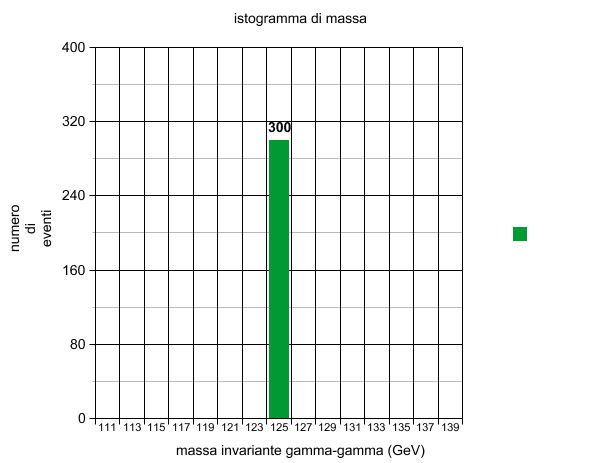 istogramma di massa
400
320
240
160
80
0
numero
di
eventi
300
111 113 115 117 119 121 123 125 127 129 131 133 135 137 139
massa invariante gamma-gamma (GeV)